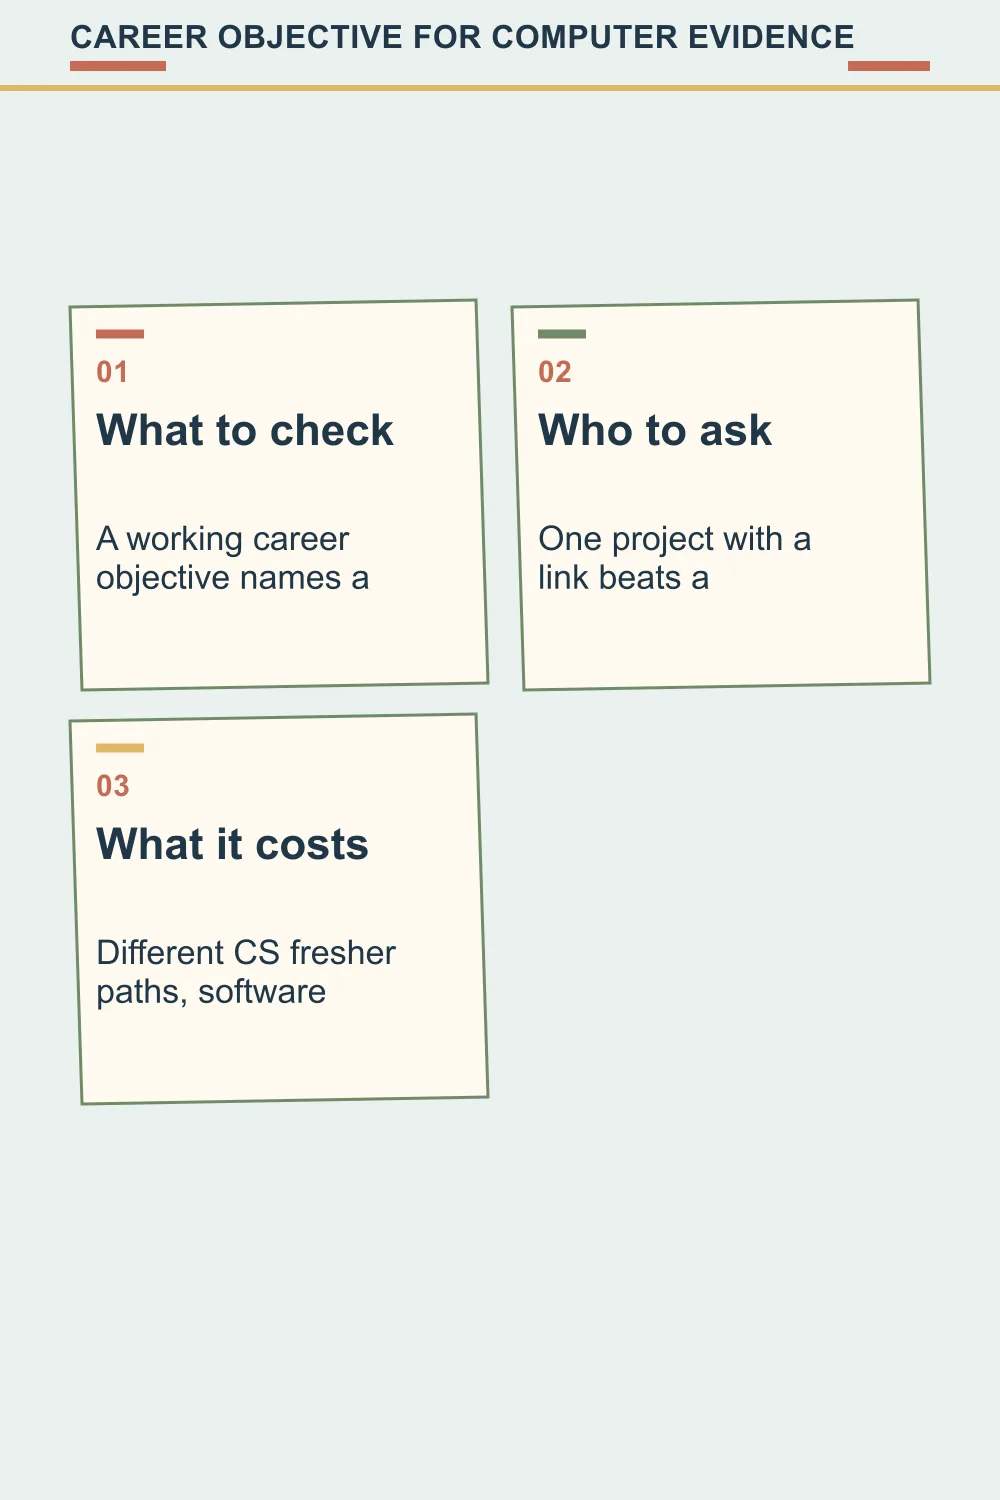 CAREER OBJECTIVE FOR COMPUTER EVIDENCE
01
What to check
A working career
objective names a
02
Who to ask
One project with a
link beats a
03
What it costs
Different CS fresher
paths, software